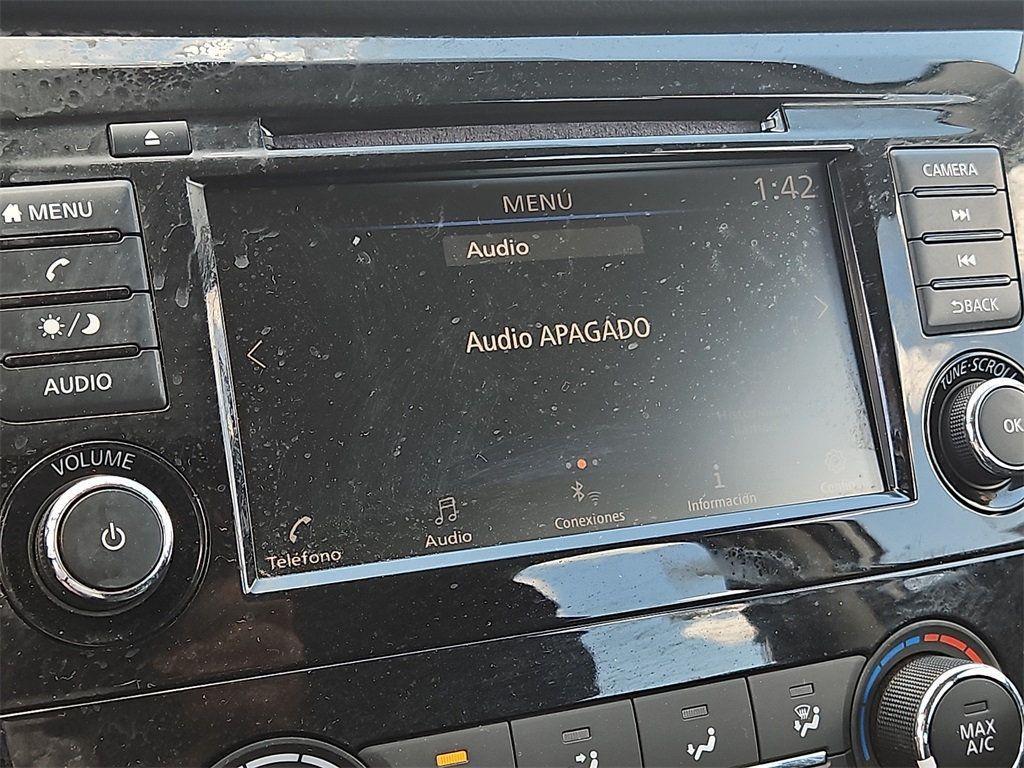 CAMERA
MENU
MENÚ
1:42
Audio
BACK
Audio APAGADO
AUDIO
TUNE·SCROLL
OK
VOLUME
Teléfono
Audio
Conexiones
Información
MAX
A/C